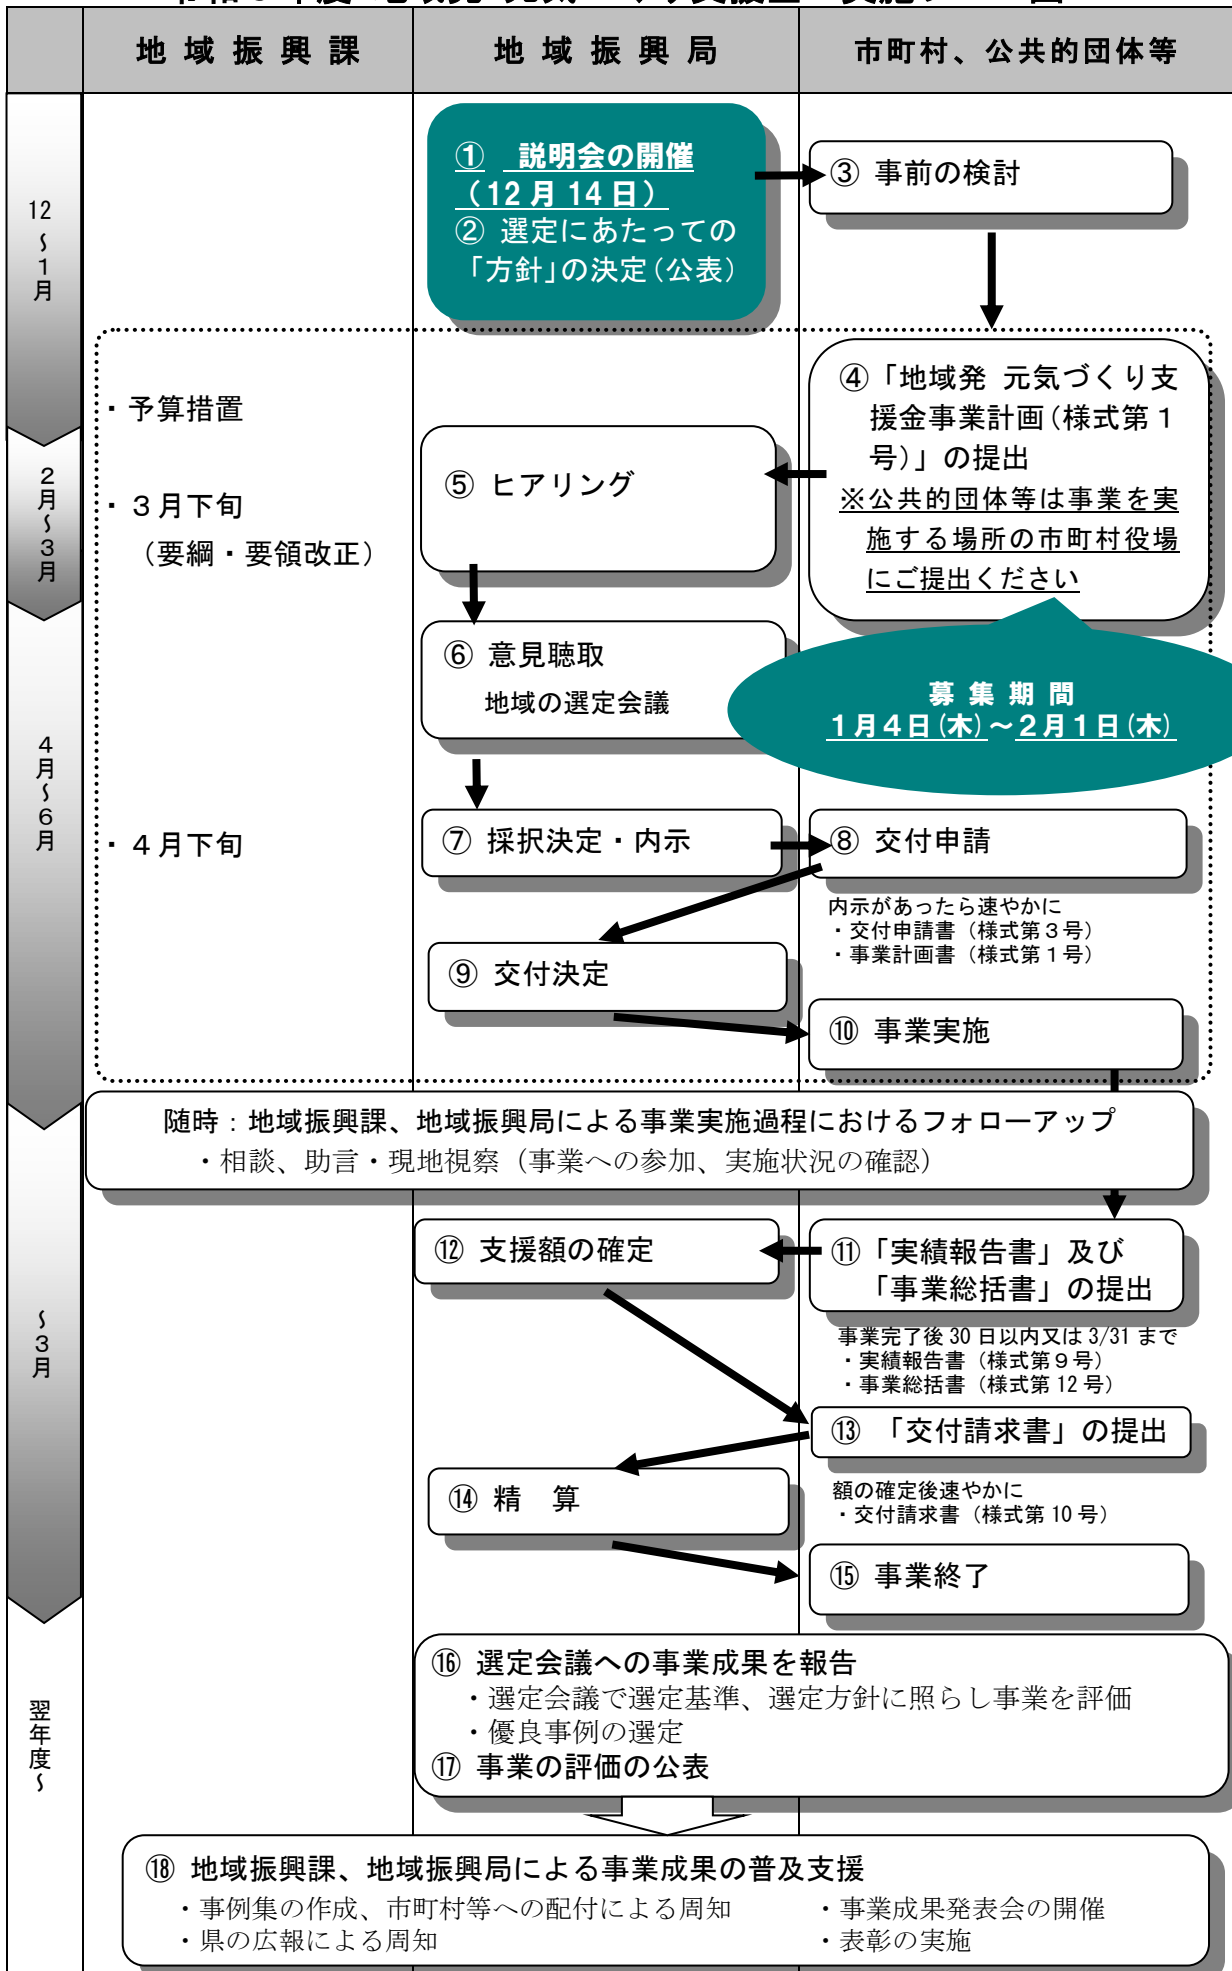 地域振興課
地域振興局
市町村、公共的団体等
12～1月
① 説明会の開催
（12月14日）
② 選定にあたっての
「方針」の決定（公表）
③ 事前の検討
・予算措置
④「地域発 元気づくり支
援金事業計画（様式第１
号）」の提出
※公共的団体等は事業を実
施する場所の市町村役場
にご提出ください
２月～３月
⑤ ヒアリング
・３月下旬
（要綱・要領改正）
⑥ 意見聴取
地域の選定会議
募集期間
１月４日（木）～２月１日（木）
４月～６月
・４月下旬
⑦ 採択決定・内示
⑧ 交付申請
内示があったら速やかに
・交付申請書（様式第３号）
・事業計画書（様式第１号）
⑨ 交付決定
⑩ 事業実施
随時：地域振興課、地域振興局による事業実施過程におけるフォローアップ
・相談、助言・現地視察（事業への参加、実施状況の確認）
～３月
⑫ 支援額の確定
⑪「実績報告書」及び
「事業総括書」の提出
事業完了後 30 日以内又は 3/31 まで
・実績報告書（様式第９号）
・事業総括書（様式第 12 号）
⑬ 「交付請求書」の提出
額の確定後速やかに
・交付請求書（様式第 10 号）
⑭ 精　算
⑮ 事業終了
翌年度～
⑯ 選定会議への事業成果を報告
・選定会議で選定基準、選定方針に照らし事業を評価
・優良事例の選定
⑰ 事業の評価の公表
⑱ 地域振興課、地域振興局による事業成果の普及支援
・事例集の作成、市町村等への配付による周知
・事業成果発表会の開催
・県の広報による周知
・表彰の実施